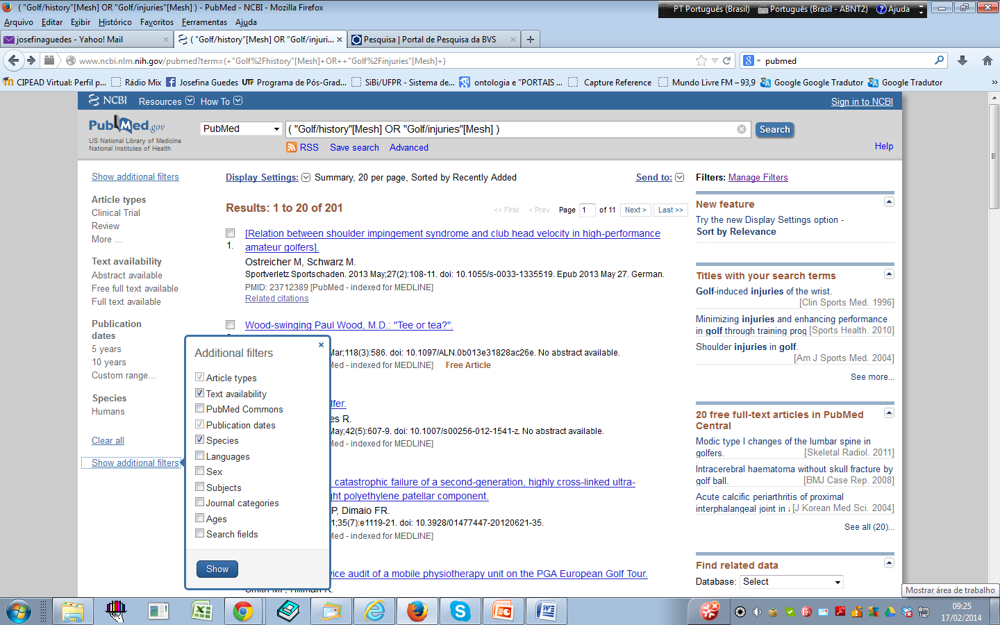 ( "Golf/history"[Mesh] OR "Golf/injuries"[Mesh] ) - PubMed - NCBI - Mozilla Firefox
PT Português (Brasil) Português (Brasil - ABNT2) Ajuda
Arquivo Editar Exibir Histórico Favoritos Ferramentas Ajuda
josefinaguedes - Yahoo! Mail
( "Golf/history"[Mesh] OR "Golf/injuri...
Pesquisa | Portal de Pesquisa da BVS
www.ncbi.nlm.nih.gov/pubmed?term=(+"Golf%2Fhistory"[Mesh]+OR++"Golf%2Finjuries"[Mesh]+)
pubmed
CIPEAD Virtual: Perfil p... Rádio Mix Josefina Guedes UTF Programa de Pós-Grad... SiBi/UFPR - Sistema de... ontologia e "PORTAIS ... Capture Reference Mundo Livre FM – 93,9 Google Google Tradutor Google Tradutor
NCBI Resources How To Sign in to NCBI
PubMed.gov
US National Library of Medicine
National Institutes of Health
PubMed
( "Golf/history"[Mesh] OR "Golf/injuries"[Mesh] )
Search
RSS Save search Advanced Help
Show additional filters
Article types
Clinical Trial
Review
More ...
Text availability
Abstract available
Free full text available
Full text available
Publication
dates
5 years
10 years
Custom range...
Species
Humans
Clear all
Show additional filters
Additional filters
Article types
Text availability
PubMed Commons
Publication dates
Species
Languages
Sex
Subjects
Journal categories
Ages
Search fields
Show
Display Settings: Summary, 20 per page, Sorted by Recently Added Send to:
Results: 1 to 20 of 201
<< First < Prev Page 1 of 11 Next > Last >>
[Relation between shoulder impingement syndrome and club head velocity in high-performance
1. amateur golfers].
Ostreicher M, Schwarz M.
Sportverletz Sportschaden. 2013 May;27(2):108-11. doi: 10.1055/s-0033-1335519. Epub 2013 May 27. German.
PMID: 23712389 [PubMed - indexed for MEDLINE]
Related citations
Wood-swinging Paul Wood, M.D.: "Tee or tea?".
Mar;118(3):586. doi: 10.1097/ALN.0b013e31828ac26e. No abstract available.
Med - indexed for MEDLINE] Free Article
lfer.
es R.
May;42(5):607-9. doi: 10.1007/s00256-012-1541-z. No abstract available.
Med - indexed for MEDLINE]
catastrophic failure of a second-generation, highly cross-linked ultra-
ght polyethylene patellar component.
P, Dimaio FR.
1;35(7):e1119-21. doi: 10.3928/01477447-20120621-35.
Med - indexed for MEDLINE]
vice audit of a mobile physiotherapy unit on the PGA European Golf Tour.
Smith MF, Hillman R.
Filters: Manage Filters
New feature
Try the new Display Settings option -
Sort by Relevance
Titles with your search terms
Golf-induced injuries of the wrist.
[Clin Sports Med. 1996]
Minimizing injuries and enhancing performance
in golf through training prog [Sports Health. 2010]
Shoulder injuries in golf.
[Am J Sports Med. 2004]
See more...
20 free full-text articles in PubMed
Central
Modic type I changes of the lumbar spine in
golfers. [Skeletal Radiol. 2011]
Intracerebral haematoma without skull fracture by
golf ball. [BMJ Case Rep. 2008]
Acute calcific periarthritis of proximal
interphalangeal joint in a [J Korean Med Sci. 2004]
See all (20)...
Find related data
Database: Select
Mostrar área de trabalho
09:25
17/02/2014